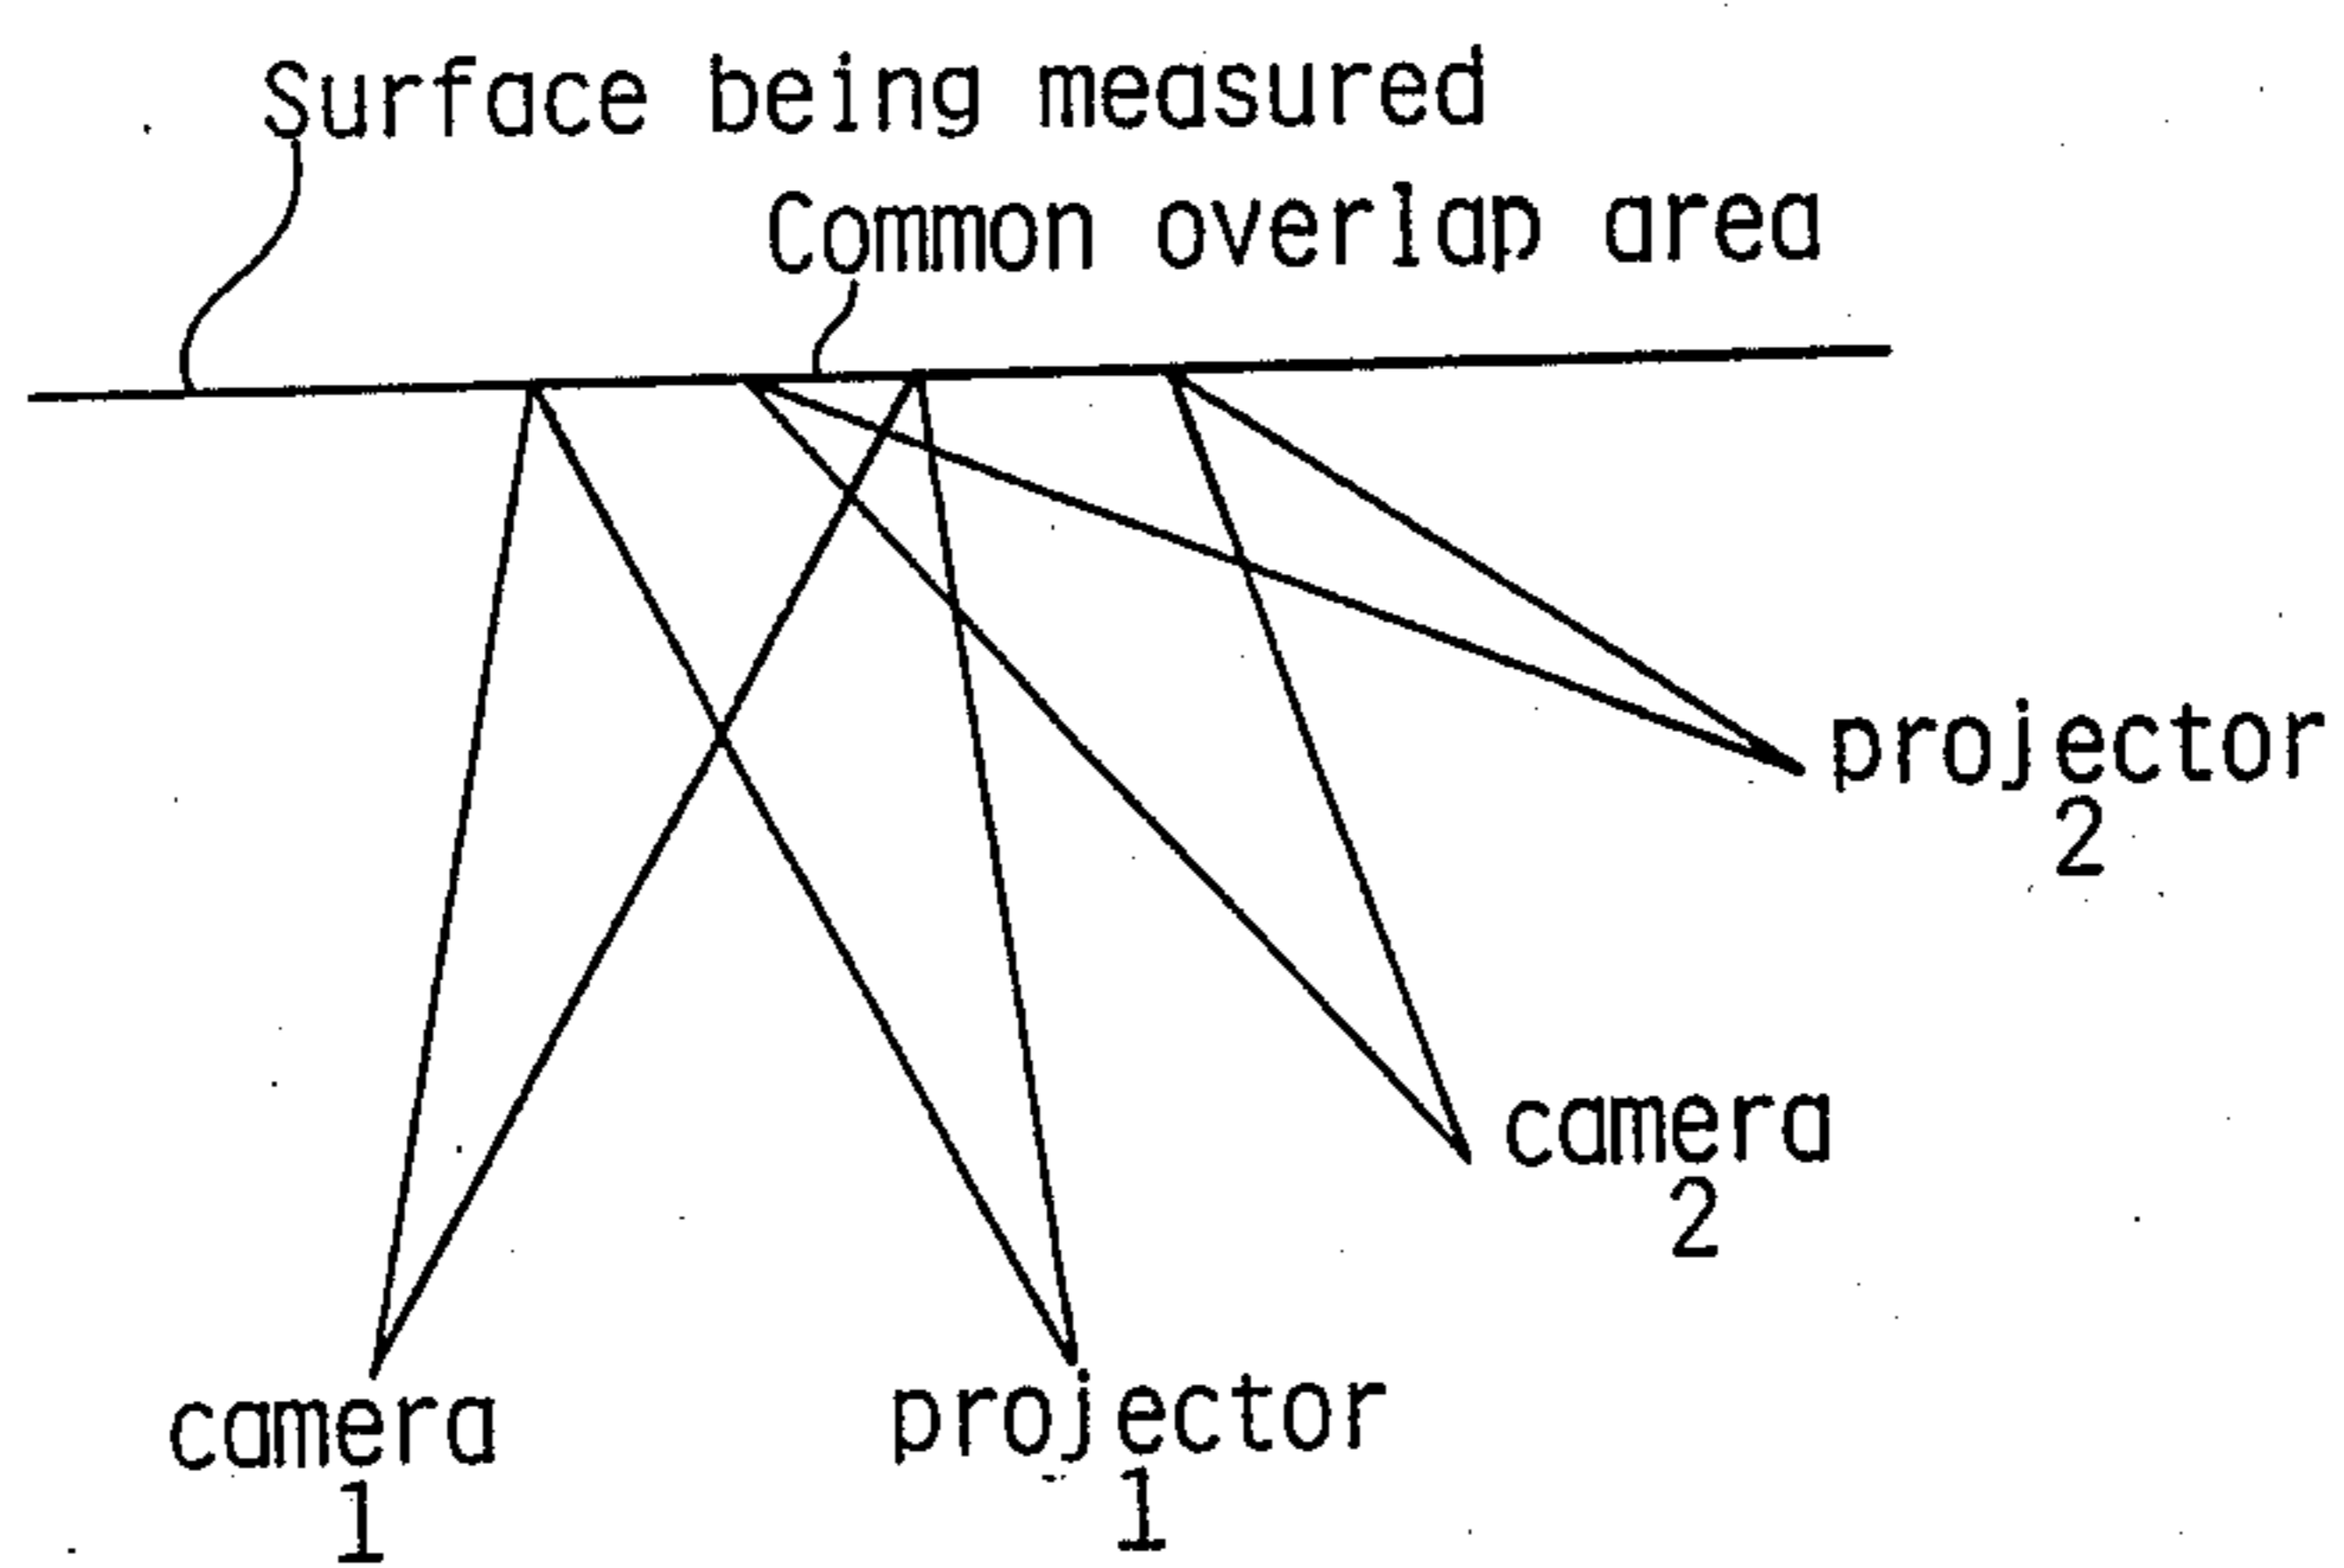 Surface being measured
Common overlap area
projector
2
camera
2
camera
1
projector
1